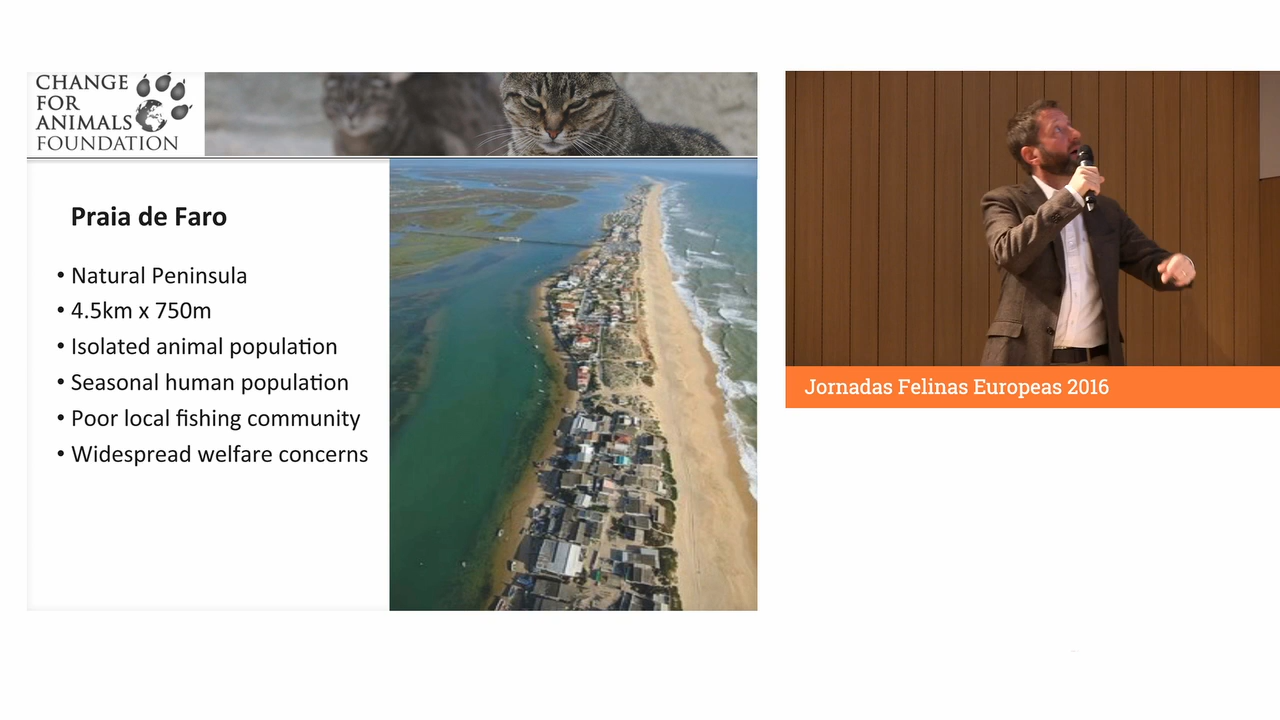 CHANGE
FOR
ANIMALS
FOUNDATION
Praia de Faro
• Natural Peninsula
• 4.5km x 750m
• Isolated animal population
• Seasonal human population
• Poor local fishing community
• Widespread welfare concerns
Jornadas Felinas Europeas 2016